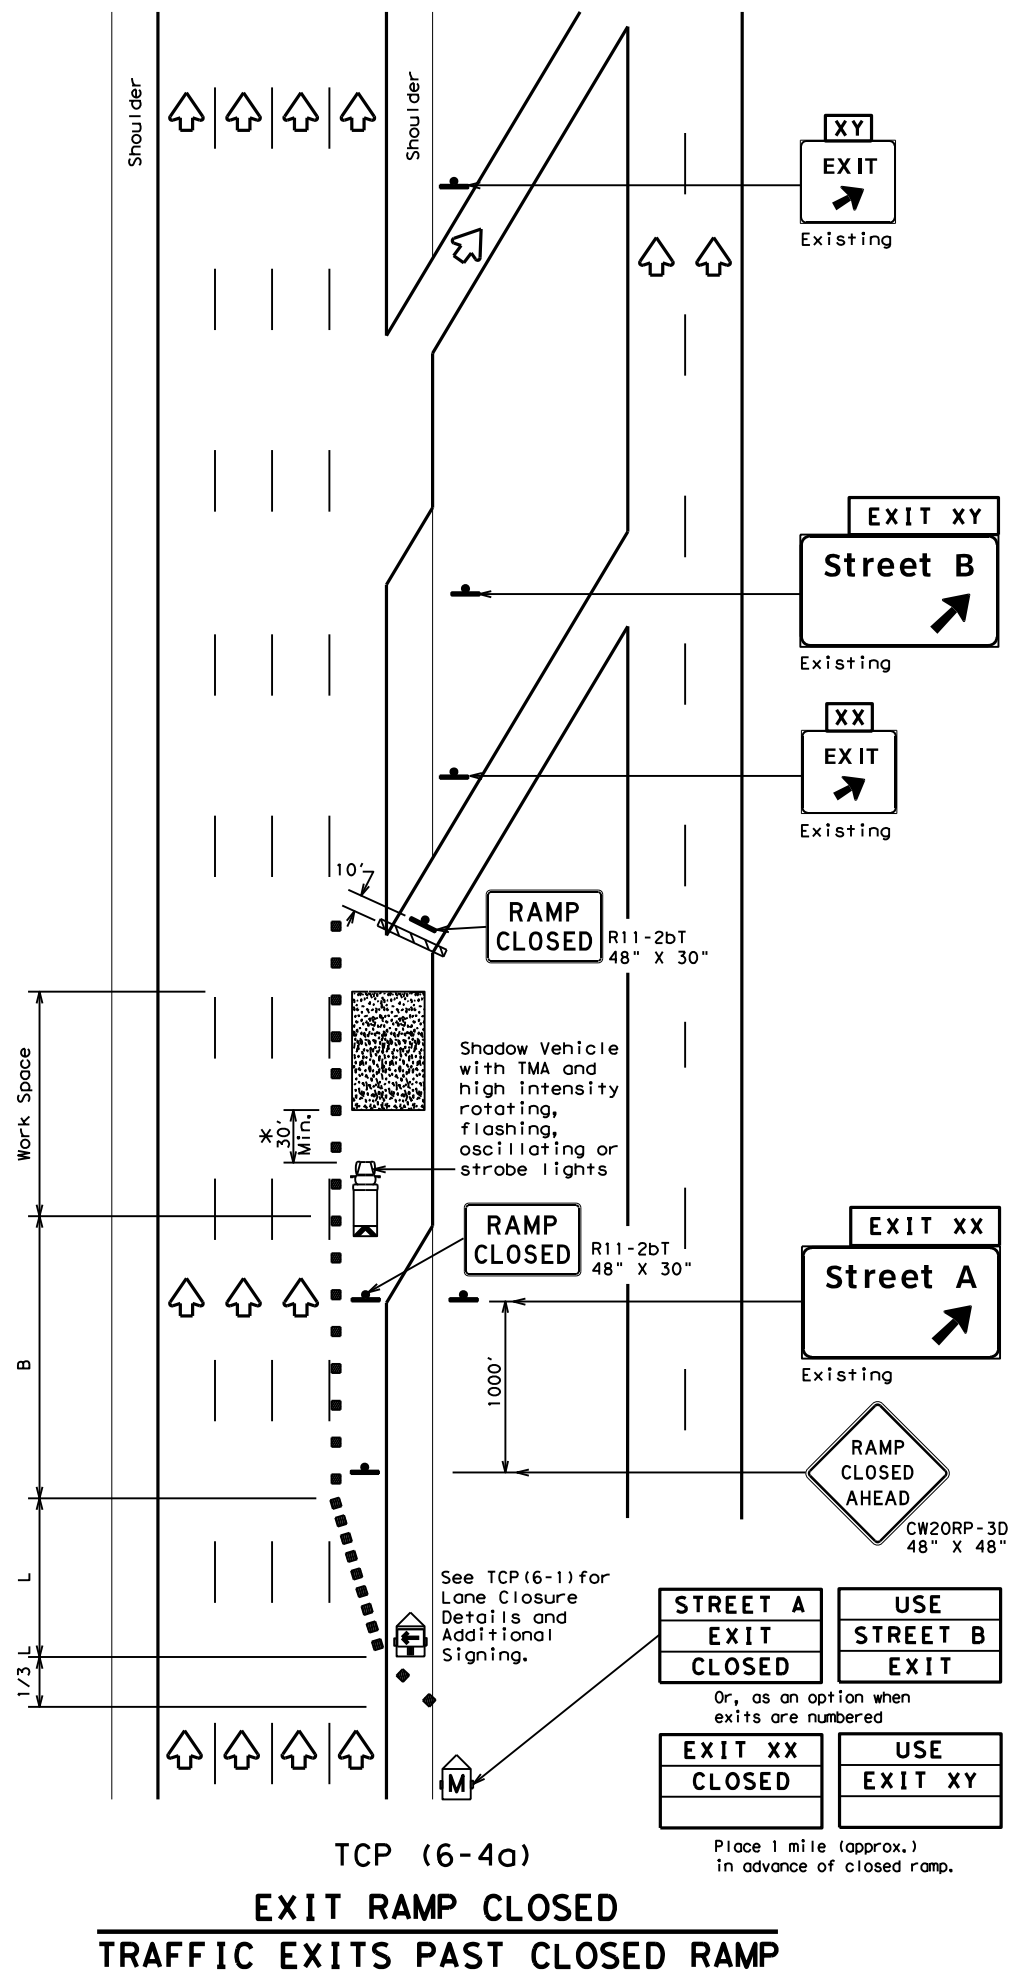 Shoulder
Shoulder
XY
EXIT
Existing
EXIT XY
Street B
Existing
XX
EXIT
Existing
10'
RAMP
CLOSED
R11-2bT
48" X 30"
Work Space
*
30'
Min.
Shadow Vehicle
with TMA and
high intensity
rotating,
flashing,
oscillating or
strobe lights
RAMP
CLOSED
R11-2bT
48" X 30"
EXIT XX
Street A
Existing
B
1000'
RAMP
CLOSED
AHEAD
CW20RP-3D
48" X 48"
L
See TCP(6-1)for
Lane Closure
Details and
Additional
Signing.
1/3 L
STREET A
EXIT
CLOSED
USE
STREET B
EXIT
Or, as an option when
exits are numbered
EXIT XX
CLOSED
USE
EXIT XY
M
Place 1 mile (approx.)
in advance of closed ramp.
TCP (6-4a)
EXIT RAMP CLOSED
TRAFFIC EXITS PAST CLOSED RAMP